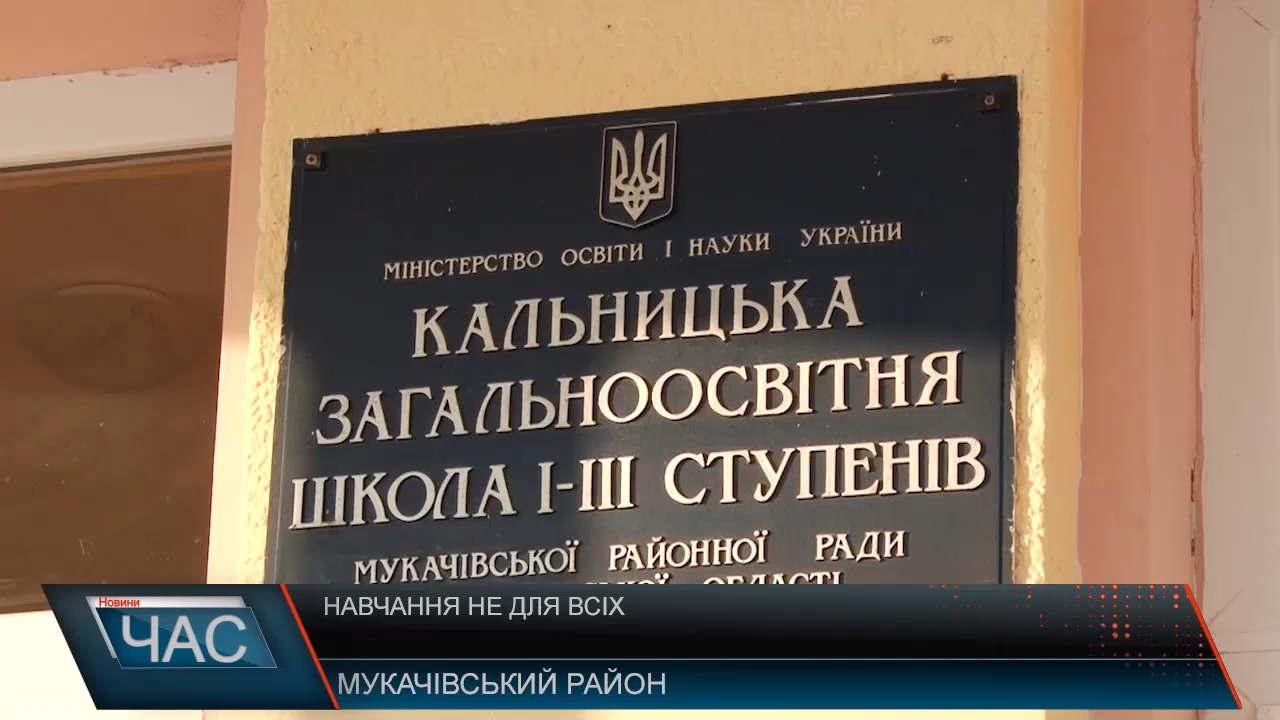 МІНІСТЕРСТВО ОСВІТИ І НАУКИ УКРАЇНИ
КАЛЬНИЦЬКА
ЗАГАЛЬНООСВІТНЯ
ШКОЛА І-ІІІ СТУПЕНІВ
МУКАЧІВСЬКОЇ РАЙОННОЇ РАДИ
ОБЛАСТІ
Новини
ЧАС
НАВЧАННЯ НЕ ДЛЯ ВСІХ
МУКАЧІВСЬКИЙ РАЙОН